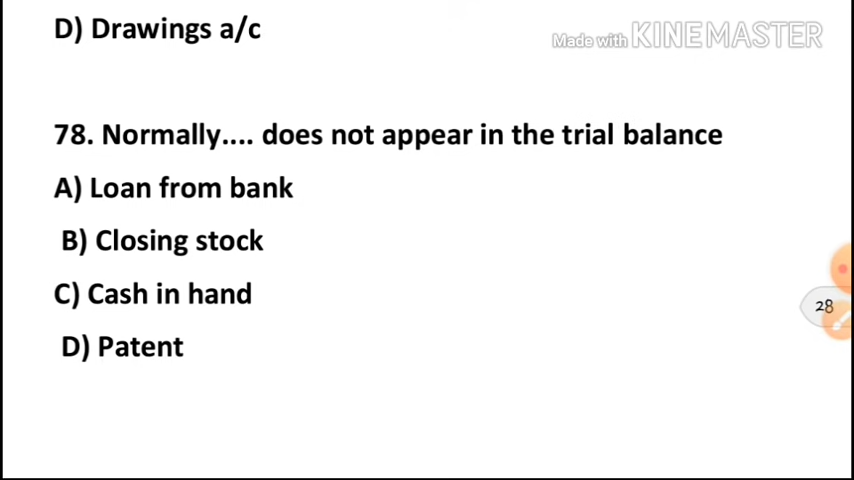 D) Drawings a/c
Made with KINEMASTER
78. Normally.... does not appear in the trial balance
A) Loan from bank
B) Closing stock
C) Cash in hand
28
D) Patent